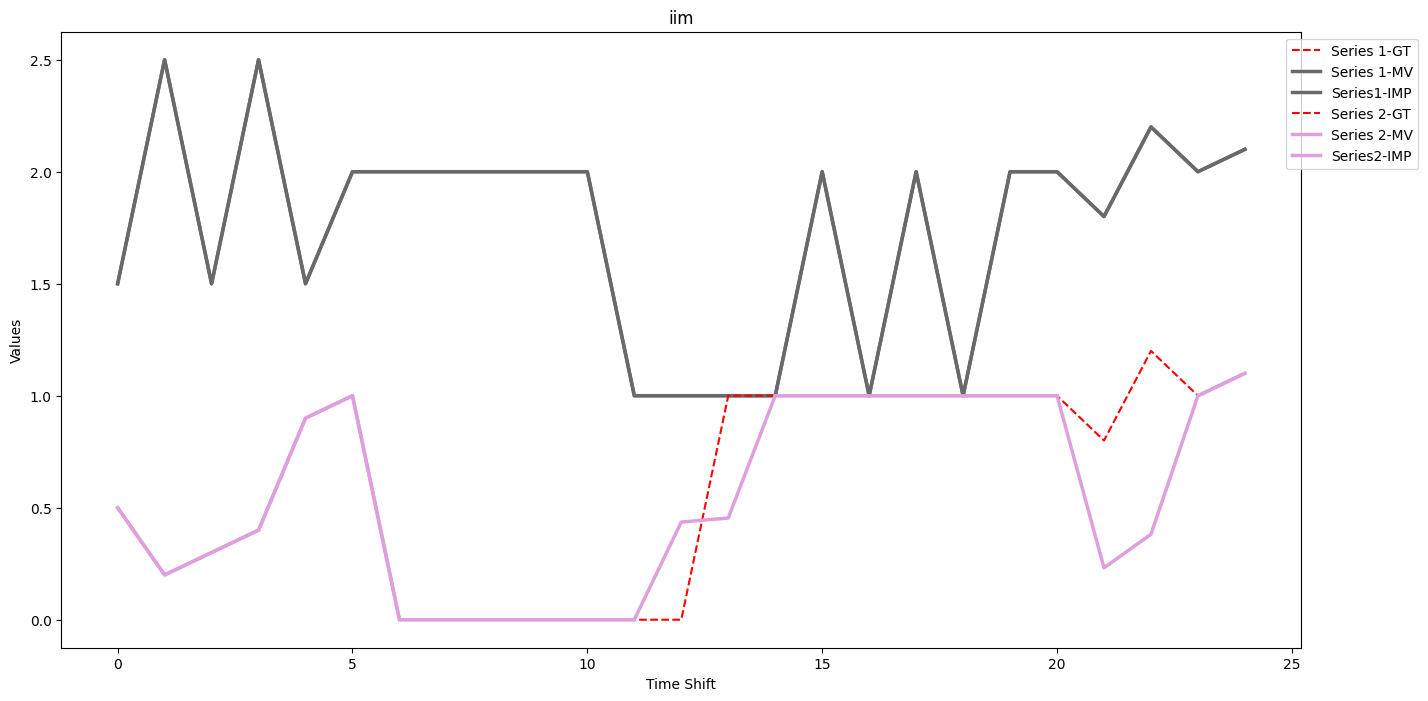 iim
Values
2.5
2.0
1.5
1.0
0.5
0.0
0
5
10
15
20
25
Time Shift
Series 1-GT
Series 1-MV
Series1-IMP
Series 2-GT
Series 2-MV
Series2-IMP